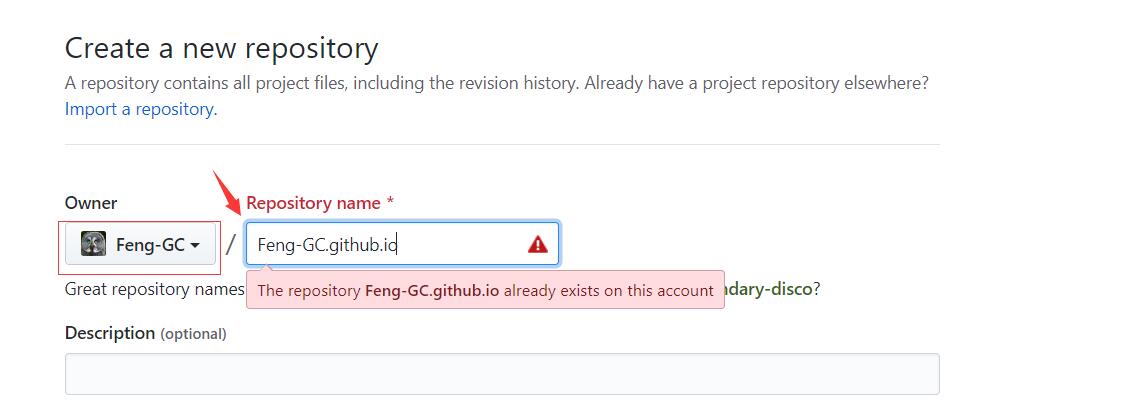 Create a new repository
A repository contains all project files, including the revision history. Already have a project repository elsewhere?
Import a repository.
Owner
Repository name *
Feng-GC
/
Feng-GC.github.io
The repository Feng-GC.github.io already exists on this account
Great repository names ndary-disco?
Description (optional)